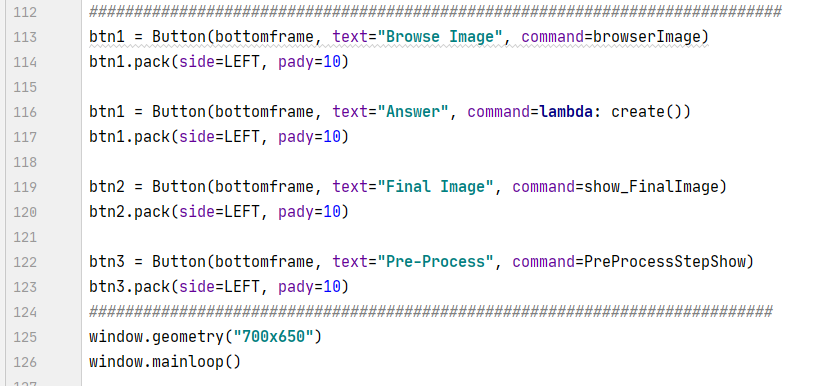 112 #############################################################################
113 btn1 = Button(bottomframe, text="Browse Image", command=browserImage)
114 btn1.pack(side=LEFT, pady=10)
115
116 btn1 = Button(bottomframe, text="Answer", command=lambda: create())
117 btn1.pack(side=LEFT, pady=10)
118
119 btn2 = Button(bottomframe, text="Final Image", command=show_FinalImage)
120 btn2.pack(side=LEFT, pady=10)
121
122 btn3 = Button(bottomframe, text="Pre-Process", command=PreProcessStepShow)
123 btn3.pack(side=LEFT, pady=10)
124 ############################################################################
125 window.geometry("700x650")
126 window.mainloop()